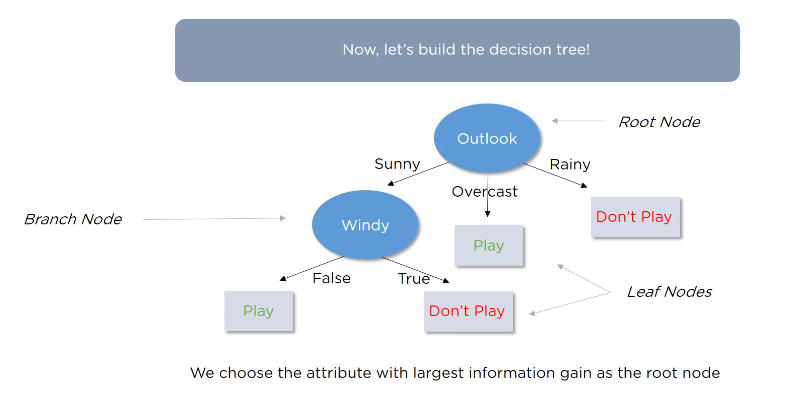 Now, let's build the decision tree!
Outlook
Root Node
Sunny
Rainy
Overcast
Branch Node
Windy
Don't Play
Play
False
True
Leaf Nodes
Play
Don't Play
We choose the attribute with largest information gain as the root node